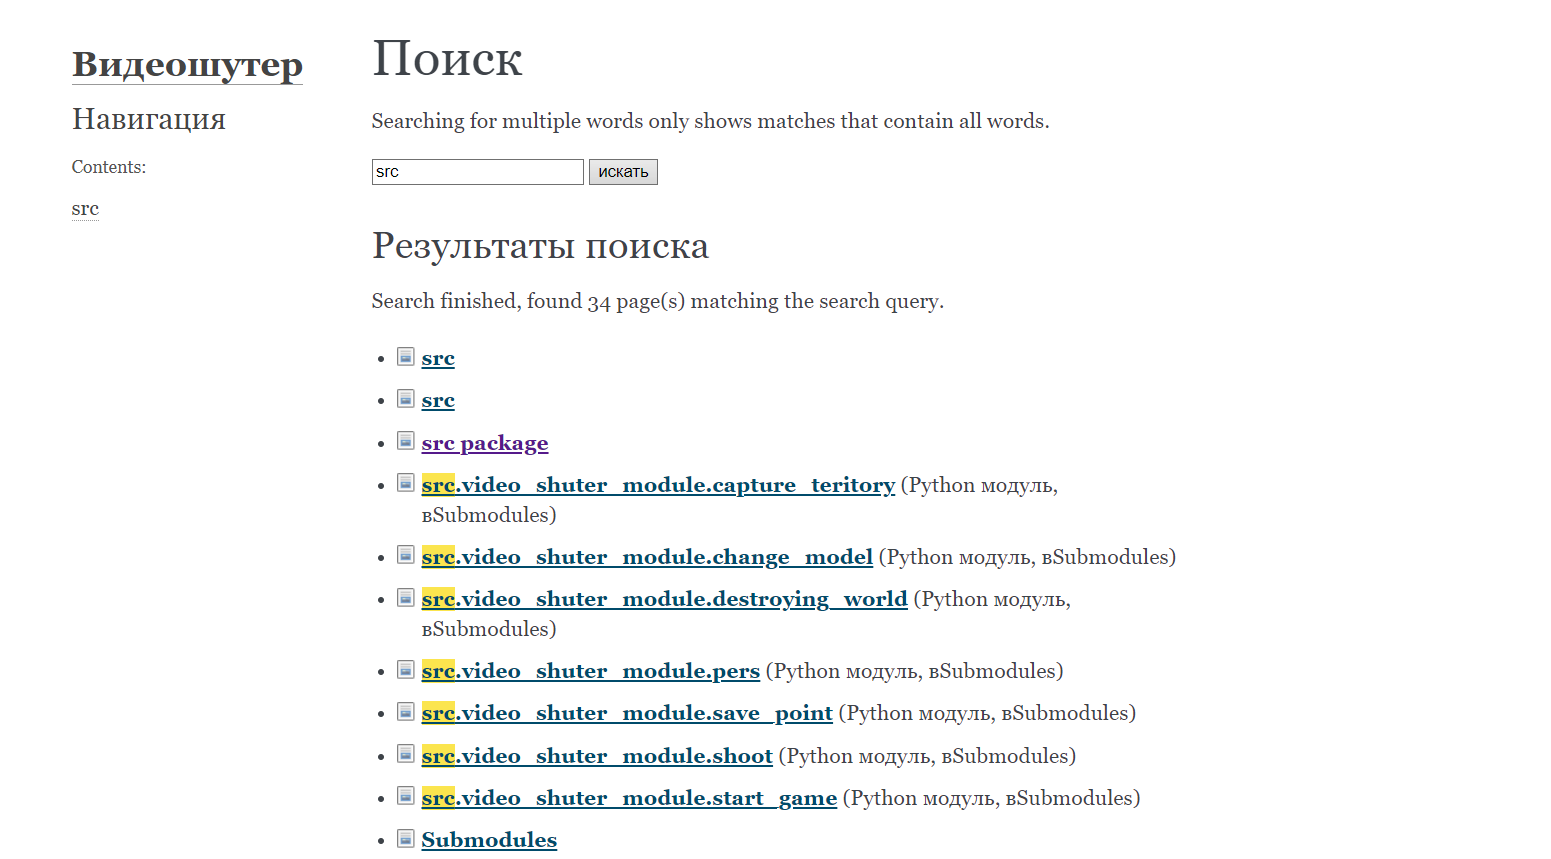 Видеошутер
Навигация
Contents:
src
Поиск
Searching for multiple words only shows matches that contain all words.
src искать
Результаты поиска
Search finished, found 34 page(s) matching the search query.
src
src
src package
src.video_shuter_module.capture_teritory (Python модуль,
вSubmodules)
src.video_shuter_module.change_model (Python модуль, вSubmodules)
src.video_shuter_module.destroying_world (Python модуль,
вSubmodules)
src.video_shuter_module.pers (Python модуль, вSubmodules)
src.video_shuter_module.save_point (Python модуль, вSubmodules)
src.video_shuter_module.shoot (Python модуль, вSubmodules)
src.video_shuter_module.start_game (Python модуль, вSubmodules)
Submodules